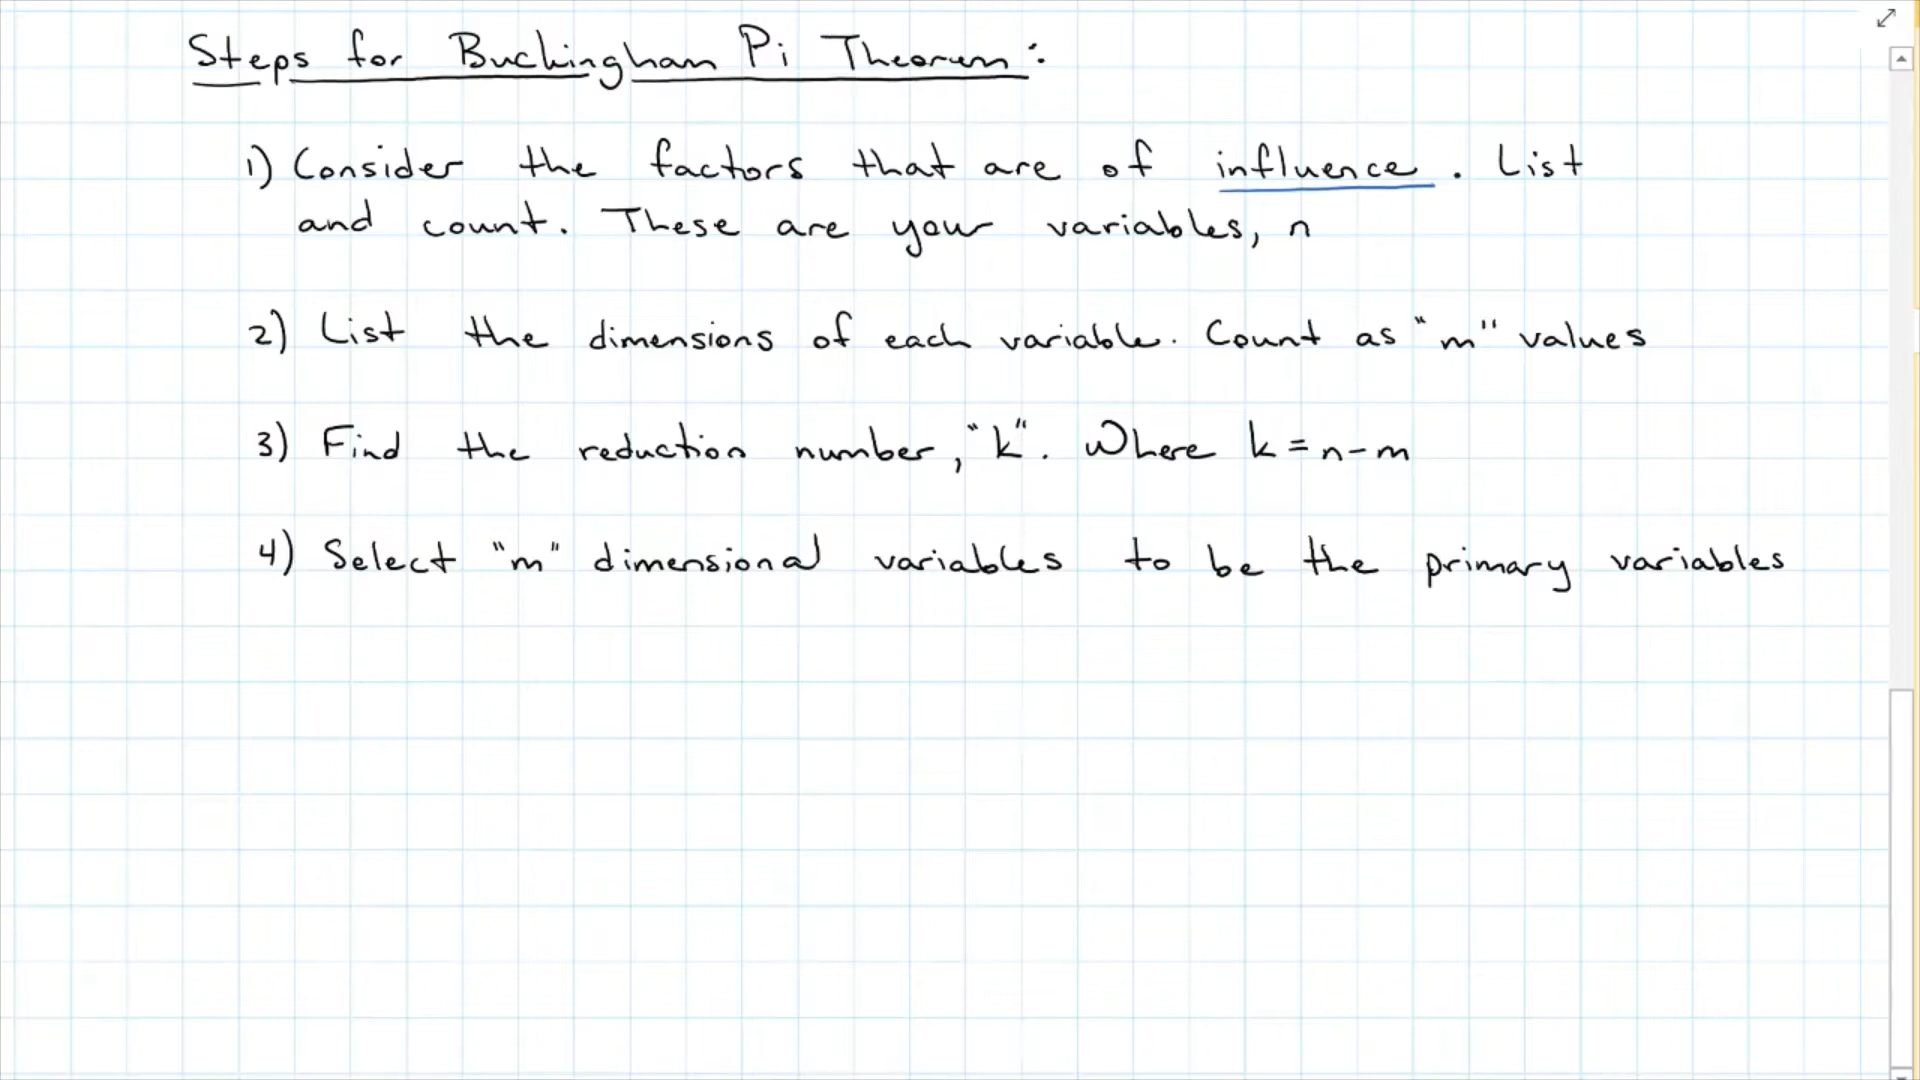 Steps for Buckingham Pi Theorem:
1) Consider the factors that are of influence. List
and count. These are your variables, n
2) List the dimensions of each variable. Count as "m" values
3) Find the reduction number, "k". Where k = n - m
4) Select "m" dimensional variables to be the primary variables